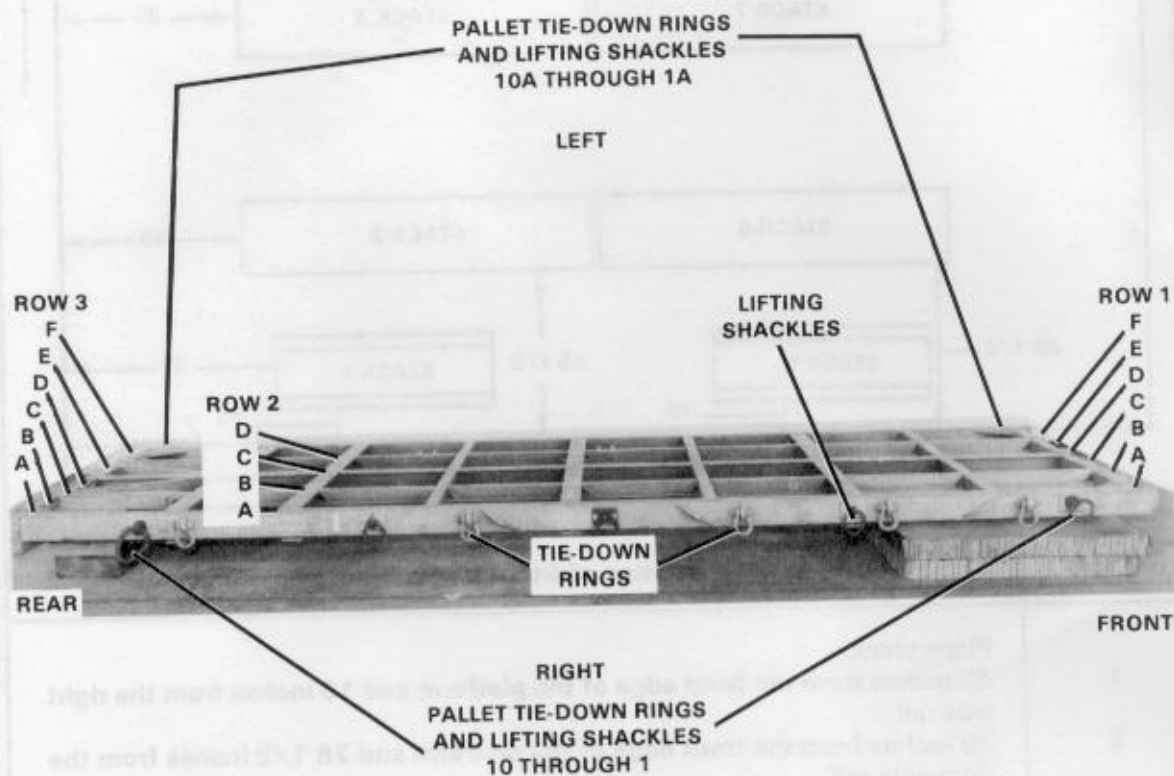 PALLET TIE-DOWN RINGS
AND LIFTING SHACKLES
10A THROUGH 1A
LEFT
ROW 3
F
E
D
C
B
A
ROW 2
D
C
B
A
LIFTING
SHACKLES
ROW 1
F
E
D
C
B
A
TIE-DOWN
RINGS
REAR
FRONT
RIGHT
PALLET TIE-DOWN RINGS
AND LIFTING SHACKLES
10 THROUGH 1